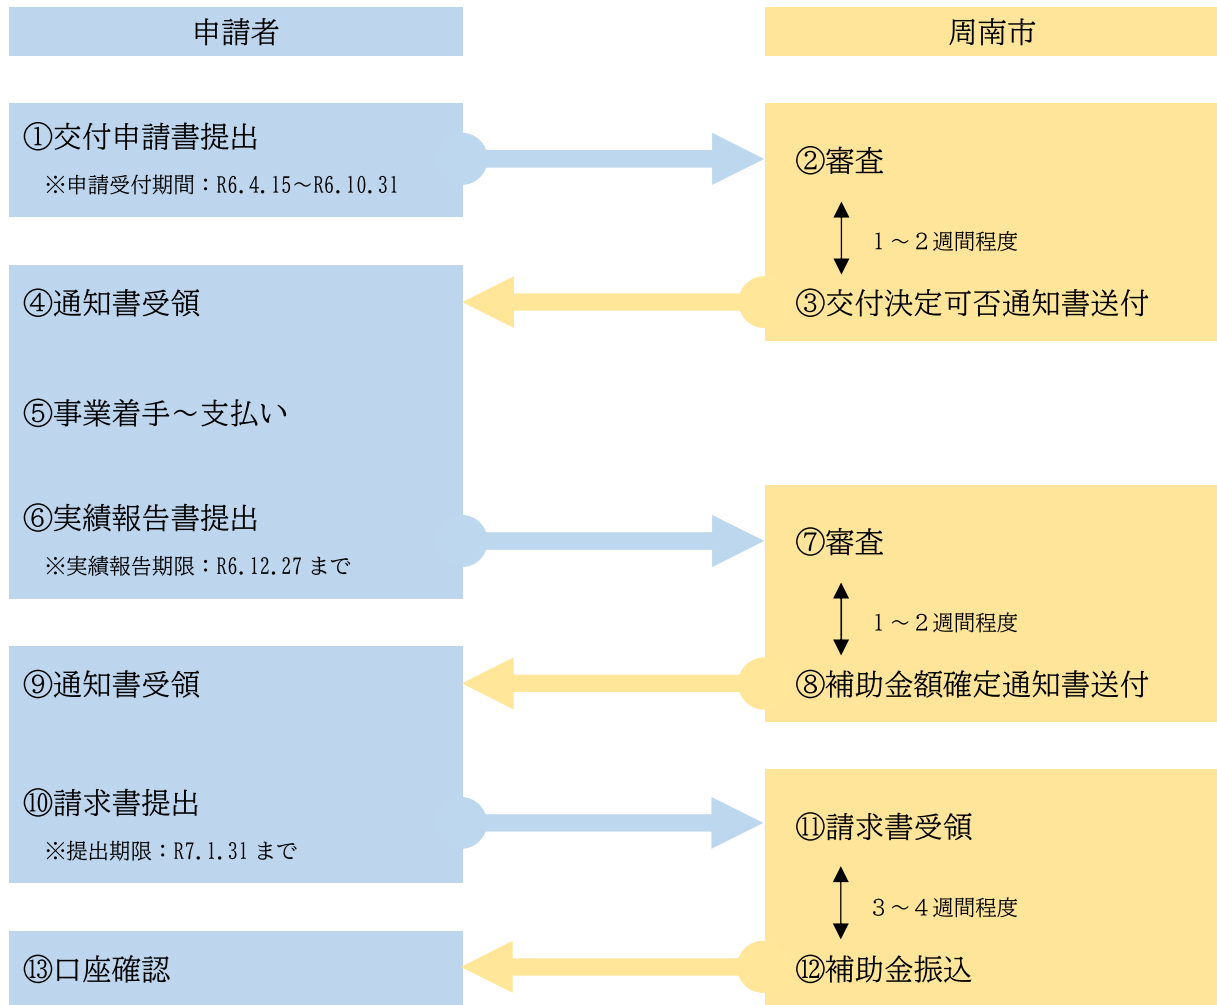 申請者
周南市
①交付申請書提出
※申請受付期間：R6.4.15～R6.10.31
②審査
１～２週間程度
③交付決定可否通知書送付
④通知書受領
⑤事業着手～支払い
⑥実績報告書提出
※実績報告期限：R6.12.27 まで
⑦審査
１～２週間程度
⑧補助金額確定通知書送付
⑨通知書受領
⑩請求書提出
※提出期限：R7.1.31 まで
⑪請求書受領
３～４週間程度
⑫補助金振込
⑬口座確認